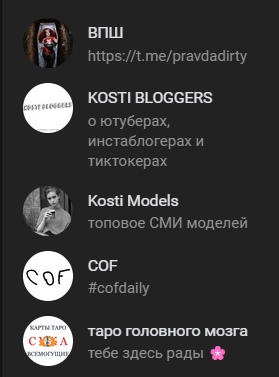 ВПШ
https://t.me/pravdadirty
KOSTI BLOGGERS
KOSTI BLOGGERS
о ютуберах,
инстаблогерах и
тиктокерах
Kosti Models
топовое СМИ моделей
COF
COF
#cofdaily
КАРТЫ ТАРО
ВСЕМОГУЩИЕ
таро головного мозга
тебе здесь рады 🌸